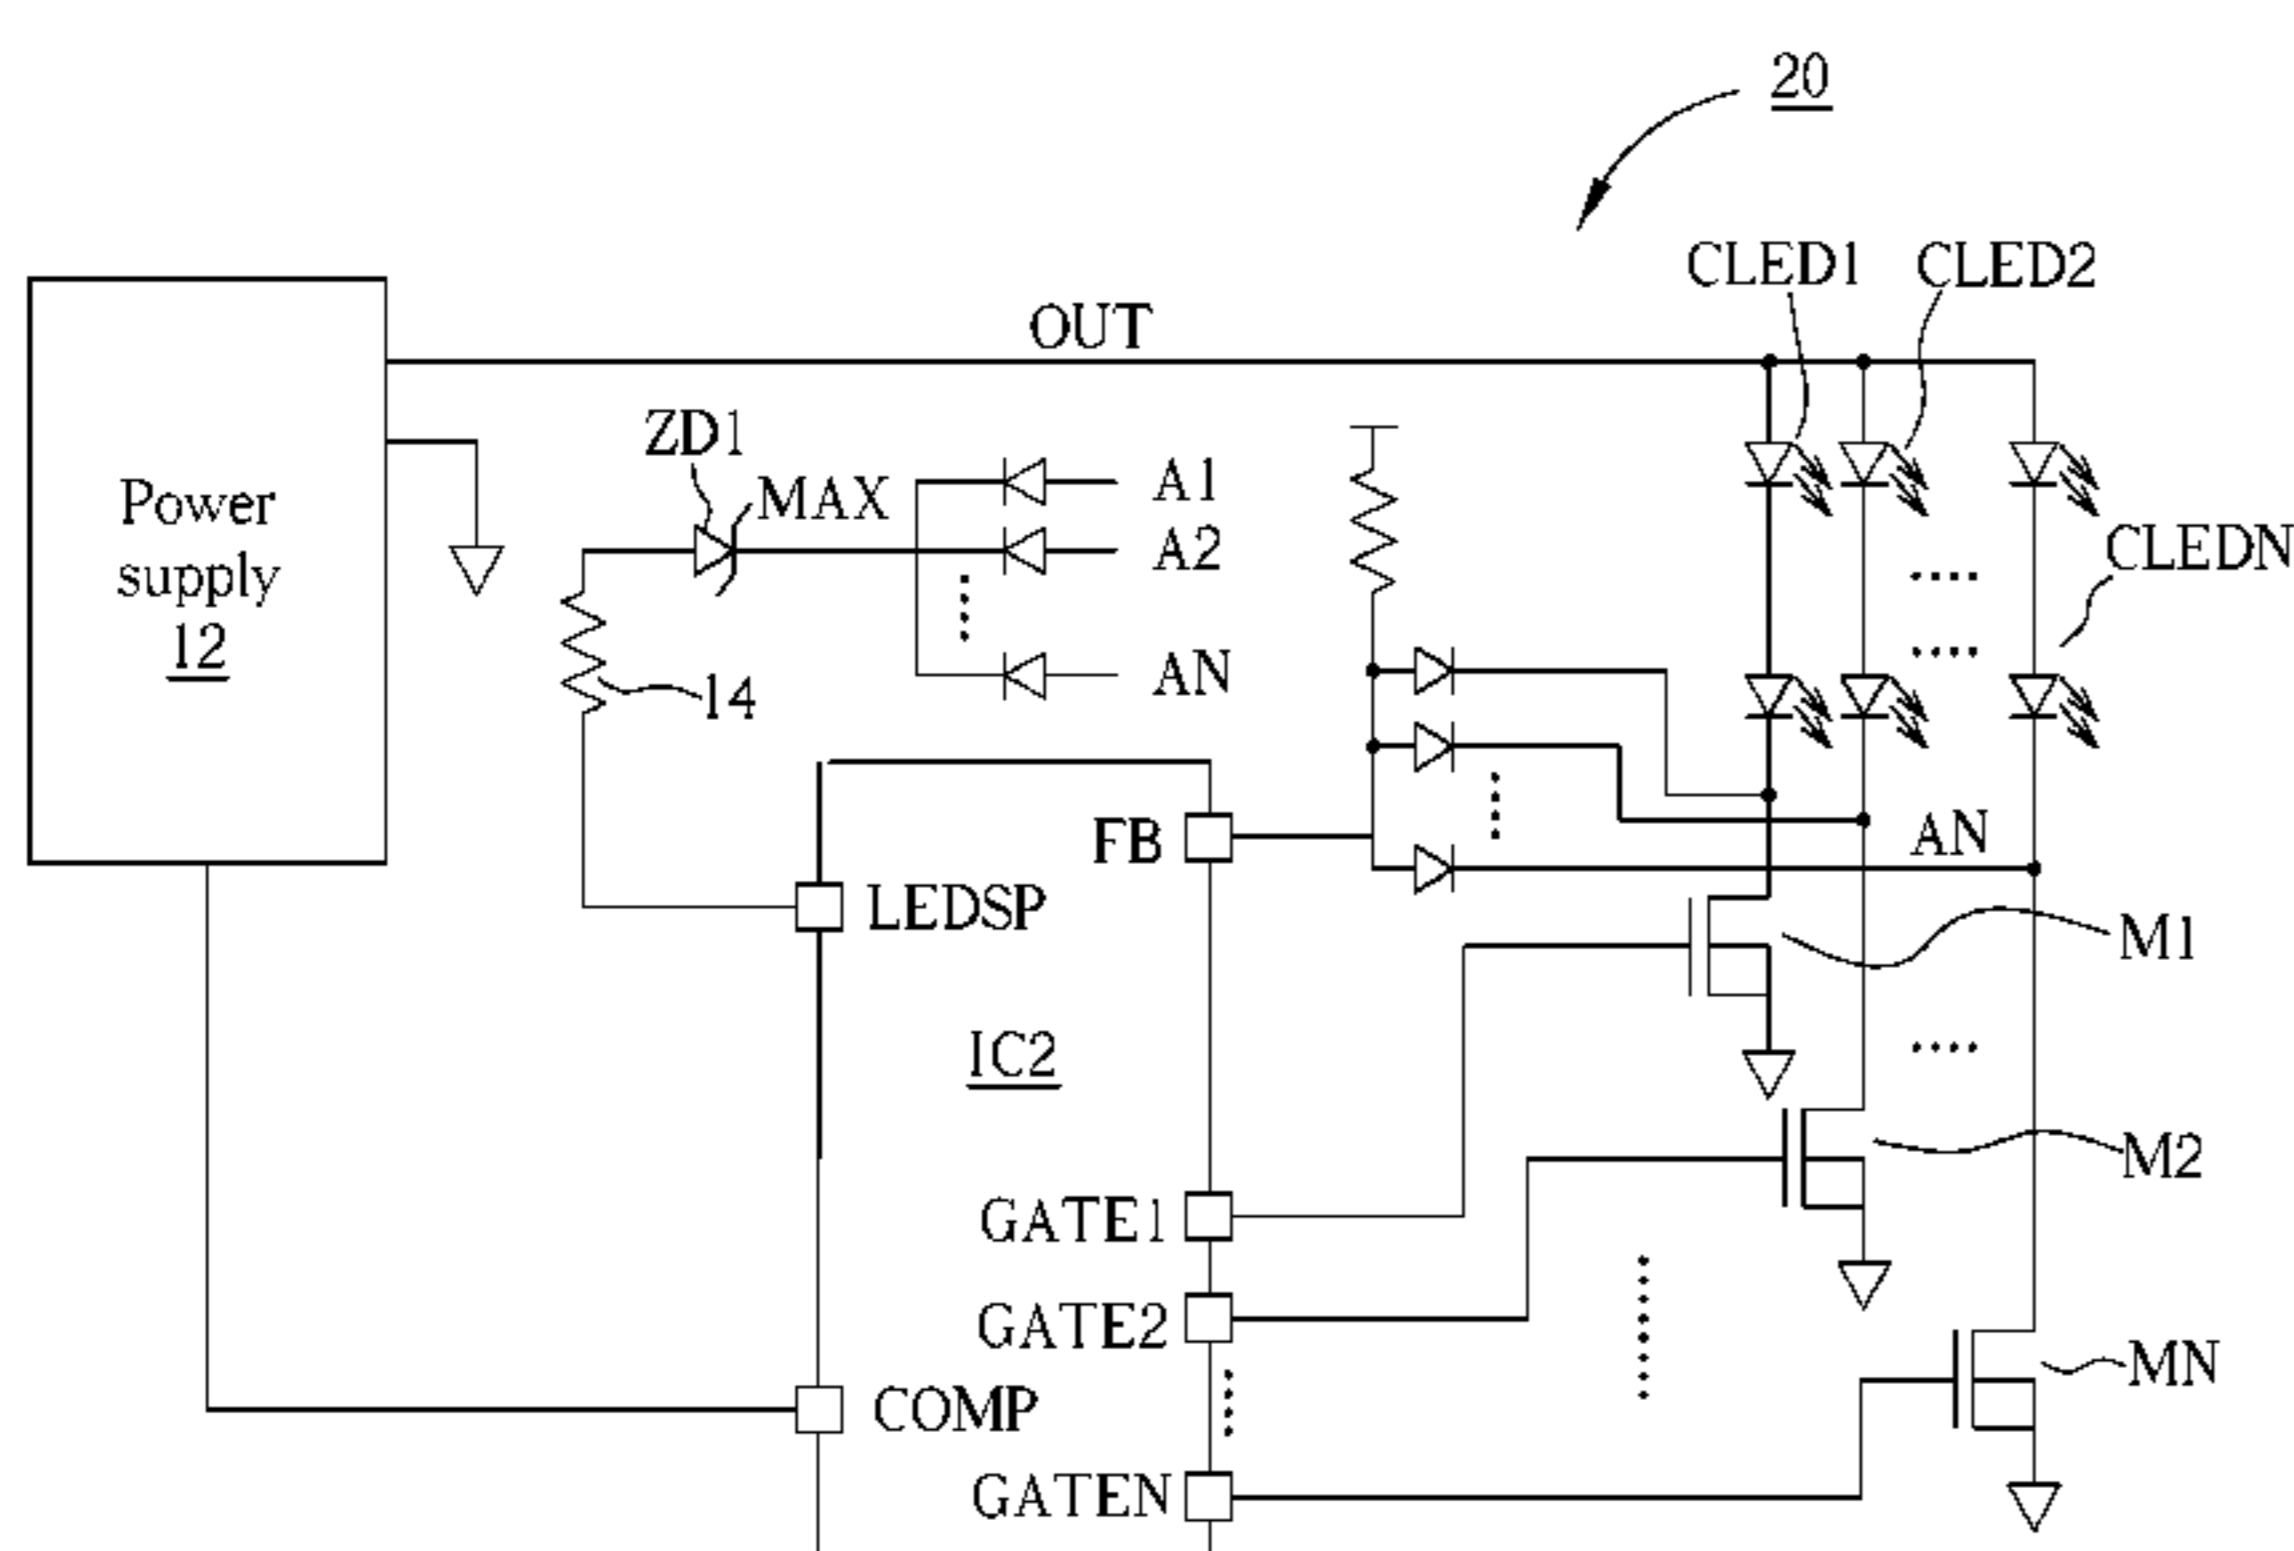 20
CLED1
CLED2
OUT
ZD1
MAX
A1
A2
AN
Power
supply
12
14
CLEDN
FB
AN
LEDSP
M1
IC2
M2
GATE1
GATE2
MN
COMP
GATEN